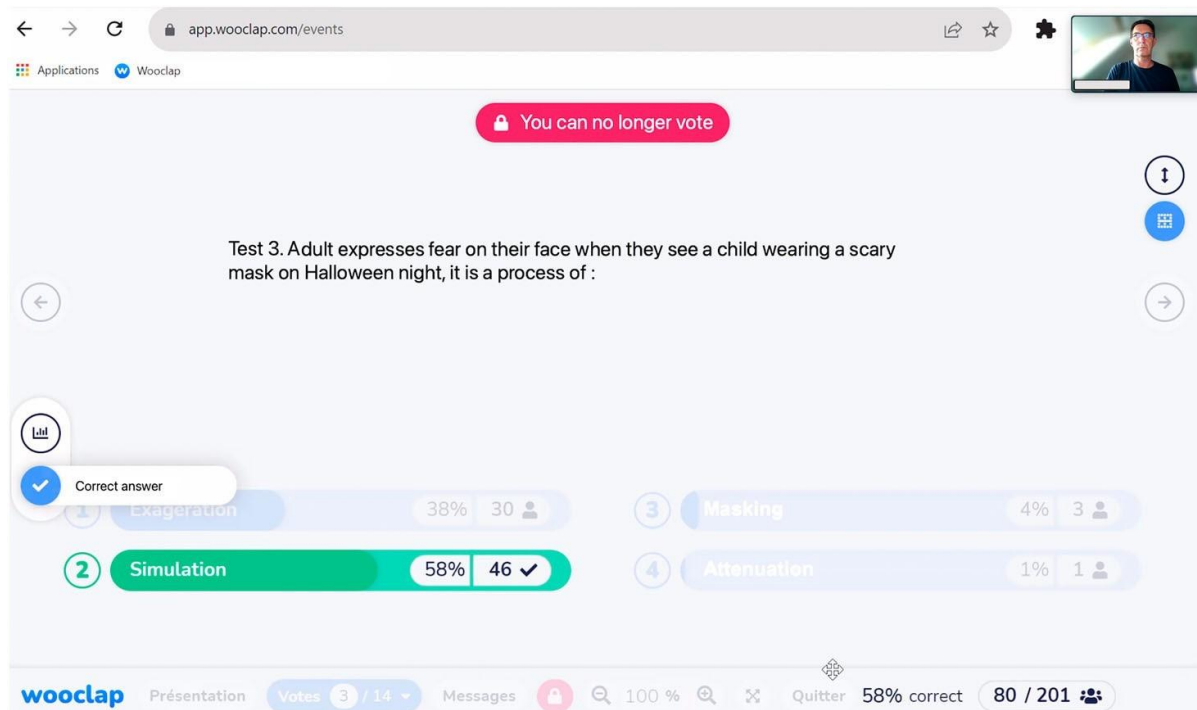 app.wooclap.com/events
Applications Wooclap
You can no longer vote
Test 3. Adult expresses fear on their face when they see a child wearing a scary
mask on Halloween night, it is a process of :
Correct answer
1 Exageration 38% 30
3 Masking 4% 3
2 Simulation 58% 46
4 Attenuation 1% 1
wooclap Présentation Votes 3 / 14 Messages 100 % Quitter 58% correct 80 / 201